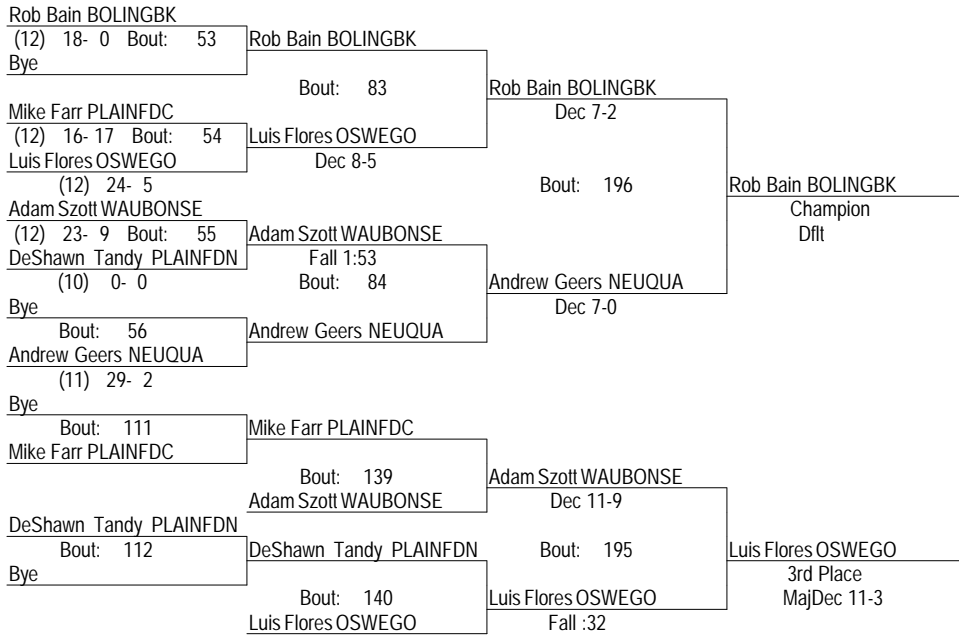 Rob Bain BOLINGBK
(12) 18- 0 Bout: 53 Rob Bain BOLINGBK
Bye
Bout: 83 Rob Bain BOLINGBK
Mike Farr PLAINFDC Dec 7-2
(12) 16- 17 Bout: 54 Luis Flores OSWEGO
Luis Flores OSWEGO Dec 8-5
(12) 24- 5 Bout: 196 Rob Bain BOLINGBK
Adam Szott WAUBONSE Champion
(12) 23- 9 Bout: 55 Adam Szott WAUBONSE Dflt
DeShawn Tandy PLAINFDN Fall 1:53
(10) 0- 0 Bout: 84 Andrew Geers NEUQUA
Bye Dec 7-0
Bout: 56 Andrew Geers NEUQUA
Andrew Geers NEUQUA
(11) 29- 2
Bye
Bout: 111 Mike Farr PLAINFDC
Mike Farr PLAINFDC
Bout: 139 Adam Szott WAUBONSE
Adam Szott WAUBONSE Dec 11-9
DeShawn Tandy PLAINFDN
Bout: 112 DeShawn Tandy PLAINFDN Bout: 195 Luis Flores OSWEGO
Bye 3rd Place
Bout: 140 Luis Flores OSWEGO MajDec 11-3
Luis Flores OSWEGO Fall :32